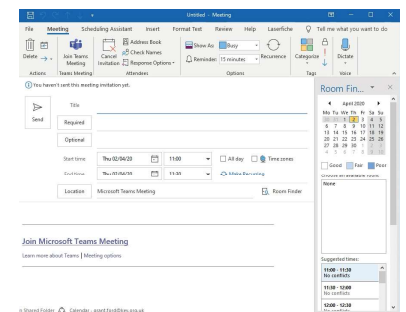 Untitled - Meeting
File Meeting Scheduling Assistant Insert Format Text Review Help Laserfiche Tell me what you want to do
Delete
Join Teams Meeting
Cancel Invitation
Address Book
Check Names
Response Options
Show As: Busy
Reminder: 15 minutes
Recurrence
Categorize
Dictate
Actions Teams Meeting Attendees Options Tags Voice
You haven't sent this meeting invitation yet.
Send
Title
Required
Optional
Start time Thu 02/04/20 11:00 All day Time zones
End time Thu 02/04/20 11:30 Make Recurring
Location Microsoft Teams Meeting Room Finder
Join Microsoft Teams Meeting
Learn more about Teams | Meeting options
n Shared Folder Calendar - grant.ford@kes.org.uk
Room Fin...
April 2020
Mo Tu We Th Fr Sa Su
30 31 1 2 3 4 5
6 7 8 9 10 11 12
13 14 15 16 17 18 19
20 21 22 23 24 25 26
27 28 29 30 1 2 3
4 5 6 7 8 9 10
Good Fair Poor
Choose an available room:
None
Suggested times:
11:00 - 11:30
No conflicts
11:30 - 12:00
No conflicts
12:00 - 12:30
No conflicts